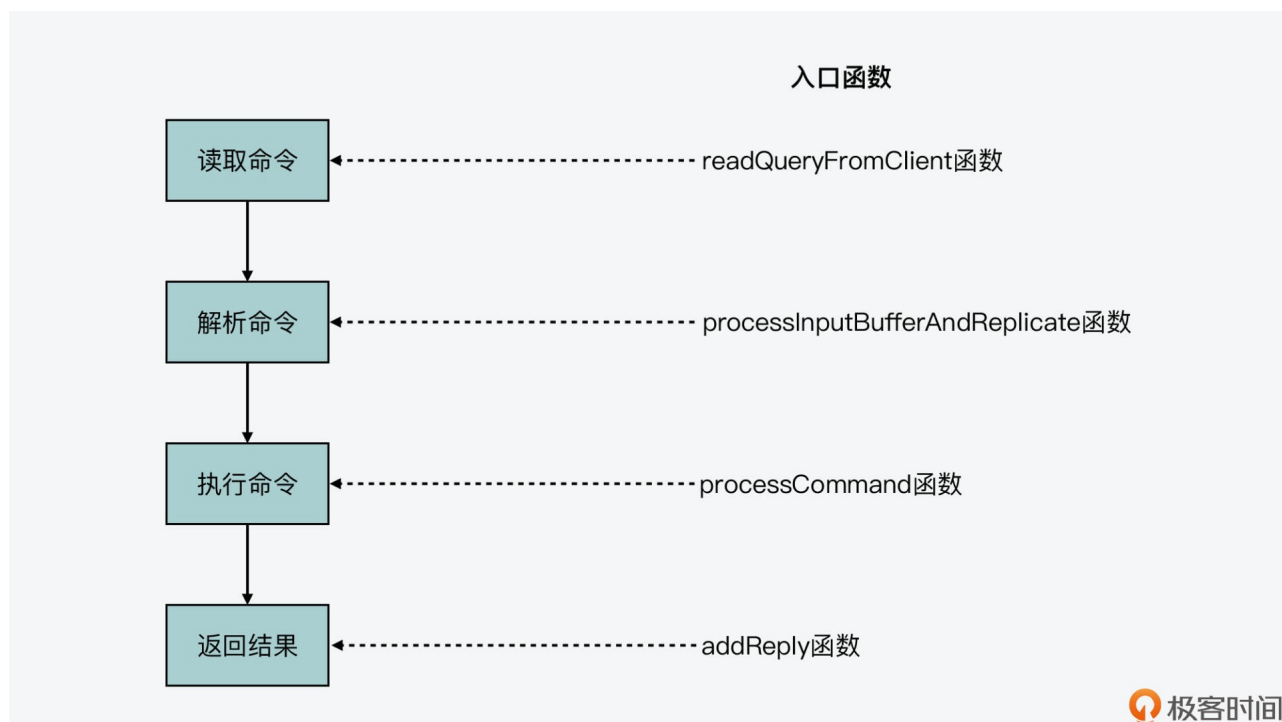 入口函数
读取命令
readQueryFromClient函数
解析命令
processInputBufferAndReplicate函数
执行命令
processCommand函数
返回结果
addReply函数
极客时间